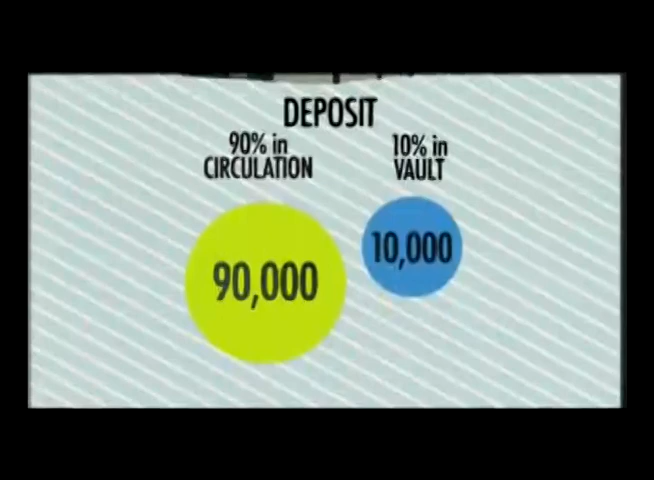 DEPOSIT
90% in
CIRCULATION
10% in
VAULT
90,000
10,000